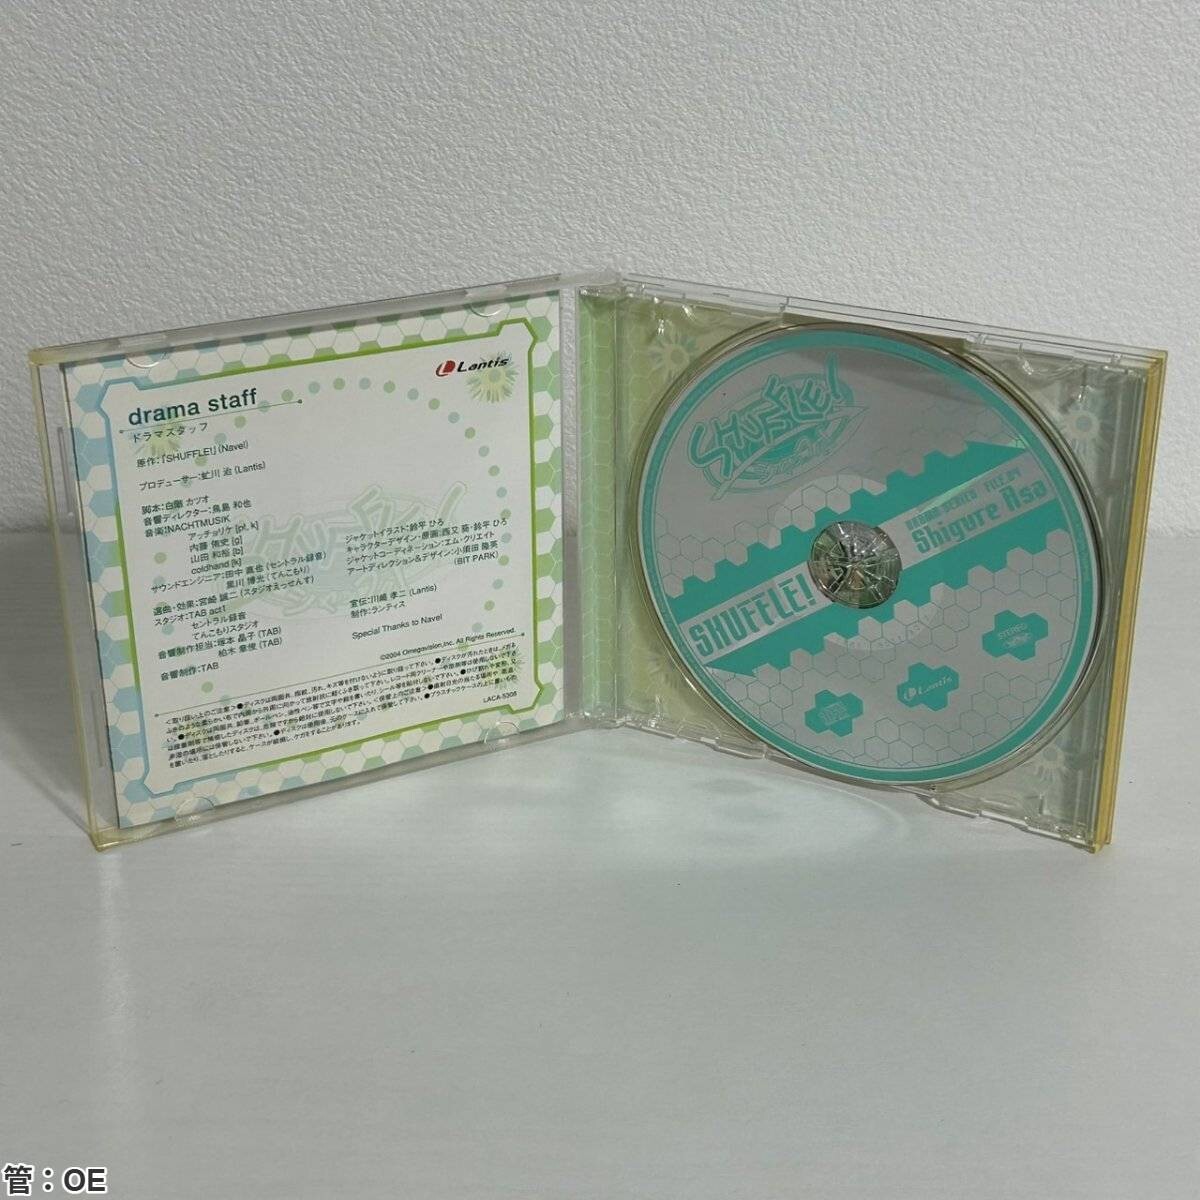 Lantis
drama staff
ドラマスタッフ
原作:『SHUFFLE!』(Navel)
プロデューサー:虻川 治 (Lantis)
脚本:白階 カツオ
音響ディレクター:鳥島 和也
音楽:NACHTMUSIK
アッチョリケ [pf, k]
内藤 侑史 [g]
山田 和裕 [b]
coldhand [k]
サウンドエンジニア:田中 直也 (セントラル録音)
黒川 博光 (てんこもり)
選曲・効果:宮崎 誠二 (スタジオえっせんす)
スタジオ:TAB act1
セントラル録音
てんこもりスタジオ
音響制作担当:塚本 晶子 (TAB)
柏木 章俊 (TAB)
音響制作:TAB
ジャケットイラスト:鈴平 ひろ
キャラクターデザイン・原画:西又 葵・鈴平 ひろ
ジャケットコーディネーション:エム・クリエイト
アートディレクション&デザイン:小須田 隆英
(BIT PARK)
宣伝:川崎 孝二 (Lantis)
制作:ランティス
Special Thanks to Navel
©2004 Omegavision,Inc. All Rights Reserved.
LACA-5308
SHUFFLE!
DRAMA SERIES FILE.04
Shigure Asa
SHUFFLE!
STEREO
Lantis
管:OE